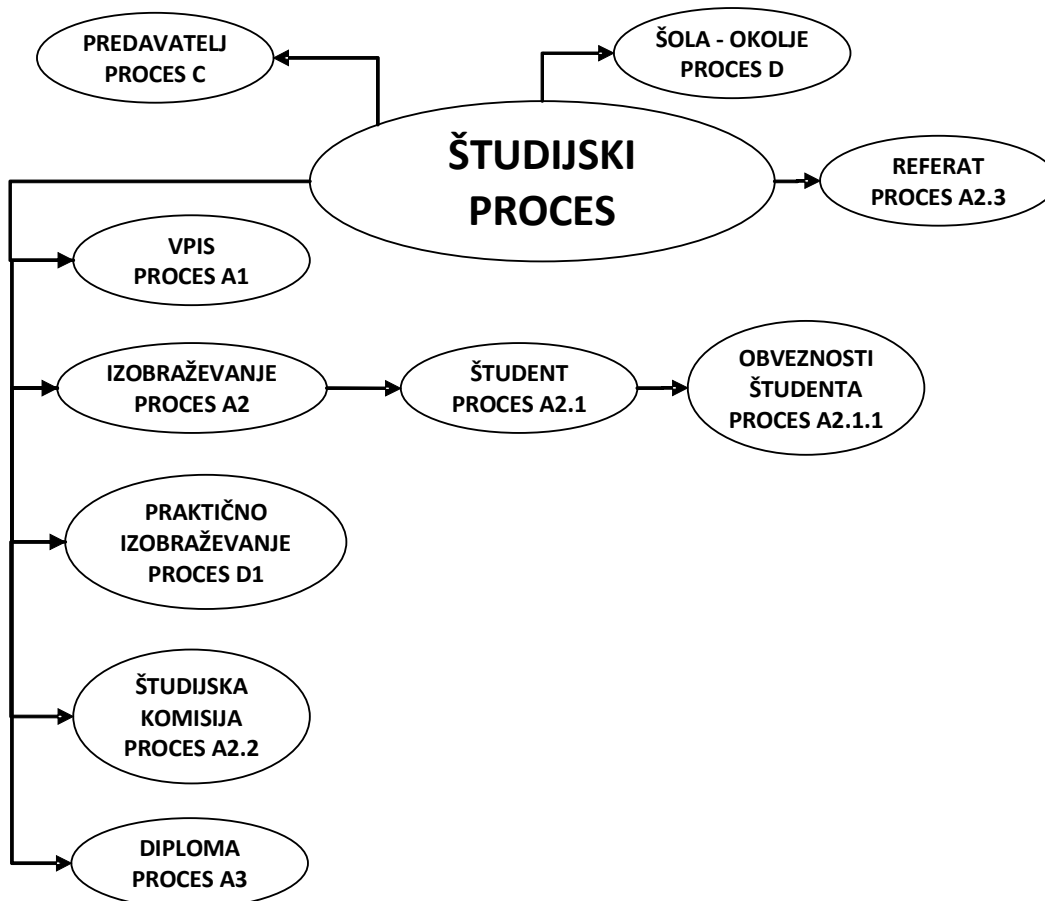 PREDAVATELJ
PROCES C
ŠOLA - OKOLJE
PROCES D
ŠTUDIJSKI
PROCES
REFERAT
PROCES A2.3
VPIS
PROCES A1
IZOBRAŽEVANJE
PROCES A2
ŠTUDENT
PROCES A2.1
OBVEZNOSTI
ŠTUDENTA
PROCES A2.1.1
PRAKTIČNO
IZOBRAŽEVANJE
PROCES D1
ŠTUDIJSKA
KOMISIJA
PROCES A2.2
DIPLOMA
PROCES A3